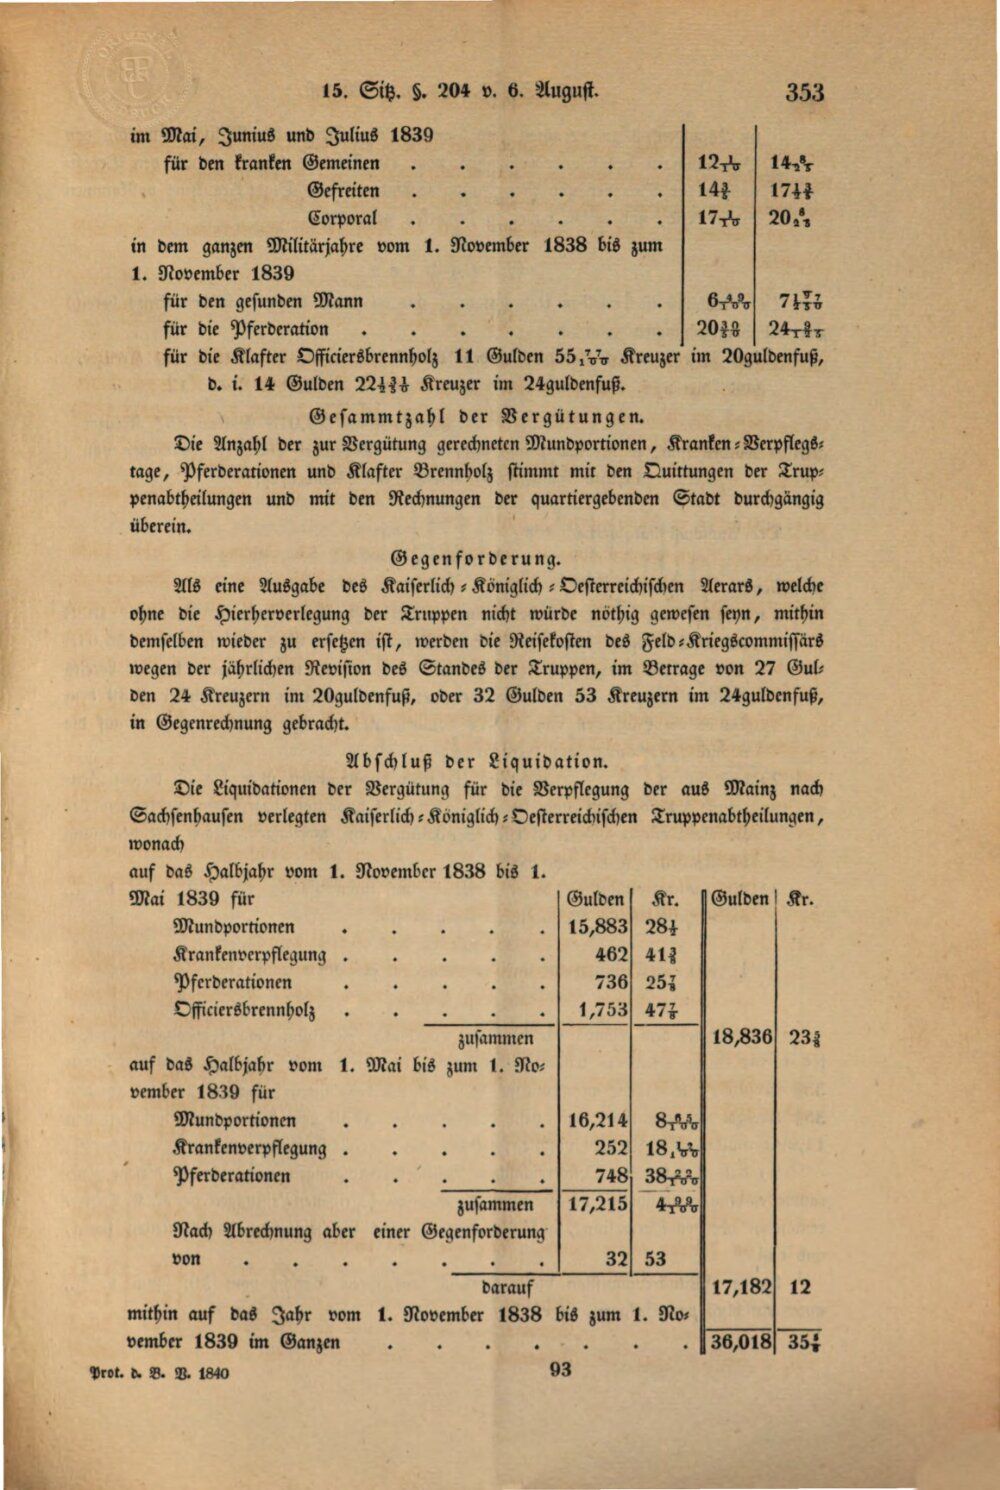 15. Sitz. §. 204 v. 6. August. 353
im Mai, Junius und Julius 1839
für den kranken Gemeinen . . . . . . 12 1/10 14
Gefreiten . . . . . . 14 17
Corporal . . . . . . 17 1/10 20
in dem ganzen Militärjahre vom 1. November 1838 bis zum
1. November 1839
für den gesunden Mann . . . . . . 6 7
für die Pferderation . . . . . . . 20 24
für die Klafter Officiersbrennholz 11 Gulden 55 77/100 Kreuzer im 20guldenfuß,
d. i. 14 Gulden 22 Kreuzer im 24guldenfuß.
Gesammtzahl der Vergütungen.
Die Anzahl der zur Vergütung gerechneten Mundportionen, Kranken-Verpflegs-
tage, Pferderationen und Klafter Brennholz stimmt mit den Quittungen der Trup-
penabtheilungen und mit den Rechnungen der quartiergebenden Stadt durchgängig
überein.
Gegenforderung.
Als eine Ausgabe des Kaiserlich-Königlich-Oesterreichischen Aerars, welche
ohne die Hierherverlegung der Truppen nicht würde nöthig gewesen seyn, mithin
demselben wieder zu ersetzen ist, werden die Reisekosten des Feld-Kriegscommissärs
wegen der jährlichen Revision des Standes der Truppen, im Betrage von 27 Gul-
den 24 Kreuzern im 20guldenfuß, oder 32 Gulden 53 Kreuzern im 24guldenfuß,
in Gegenrechnung gebracht.
Abschluß der Liquidation.
Die Liquidationen der Vergütung für die Verpflegung der aus Mainz nach
Sachsenhausen verlegten Kaiserlich-Königlich-Oesterreichischen Truppenabtheilungen,
wonach
auf das Halbjahr vom 1. November 1838 bis 1.
Mai 1839 für Gulden Kr. Gulden Kr.
Mundportionen . . . . . 15,883 28 1/2
Krankenverpflegung . . . . . 462 41 3/8
Pferderationen . . . . . 736 25 7/8
Officiersbrennholz . . . . . 1,753 47 7/8
zusammen 18,836 23 5/8
auf das Halbjahr vom 1. Mai bis zum 1. No-
vember 1839 für
Mundportionen . . . . . 16,214 8
Krankenverpflegung . . . . . 252 18
Pferderationen . . . . . 748 38 22/100
zusammen 17,215 4 99/100
Nach Abrechnung aber einer Gegenforderung
von . . . . . . . 32 53
darauf 17,182 12
mithin auf das Jahr vom 1. November 1838 bis zum 1. No-
vember 1839 im Ganzen . . . . . . . 36,018 35
Prot. d. B. V. 1840 93